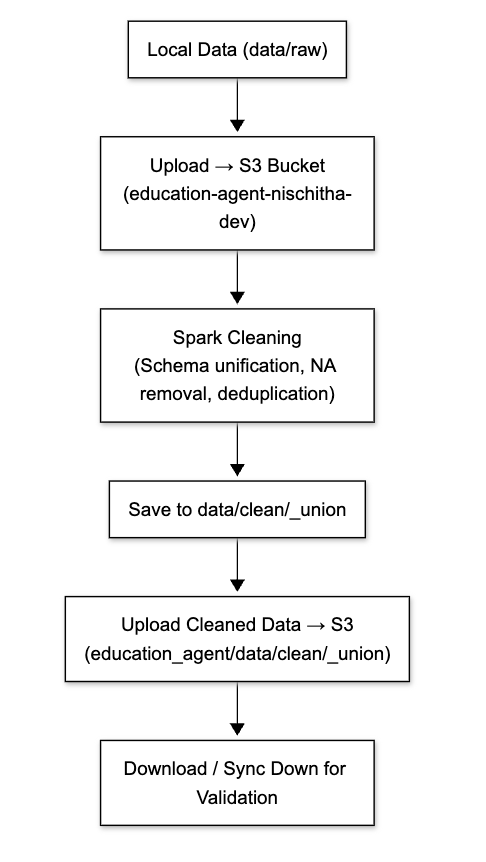 Local Data (data/raw)
Upload → S3 Bucket
(education-agent-nischitha-
dev)
Spark Cleaning
(Schema unification, NA
removal, deduplication)
Save to data/clean/_union
Upload Cleaned Data → S3
(education_agent/data/clean/_union)
Download / Sync Down for
Validation